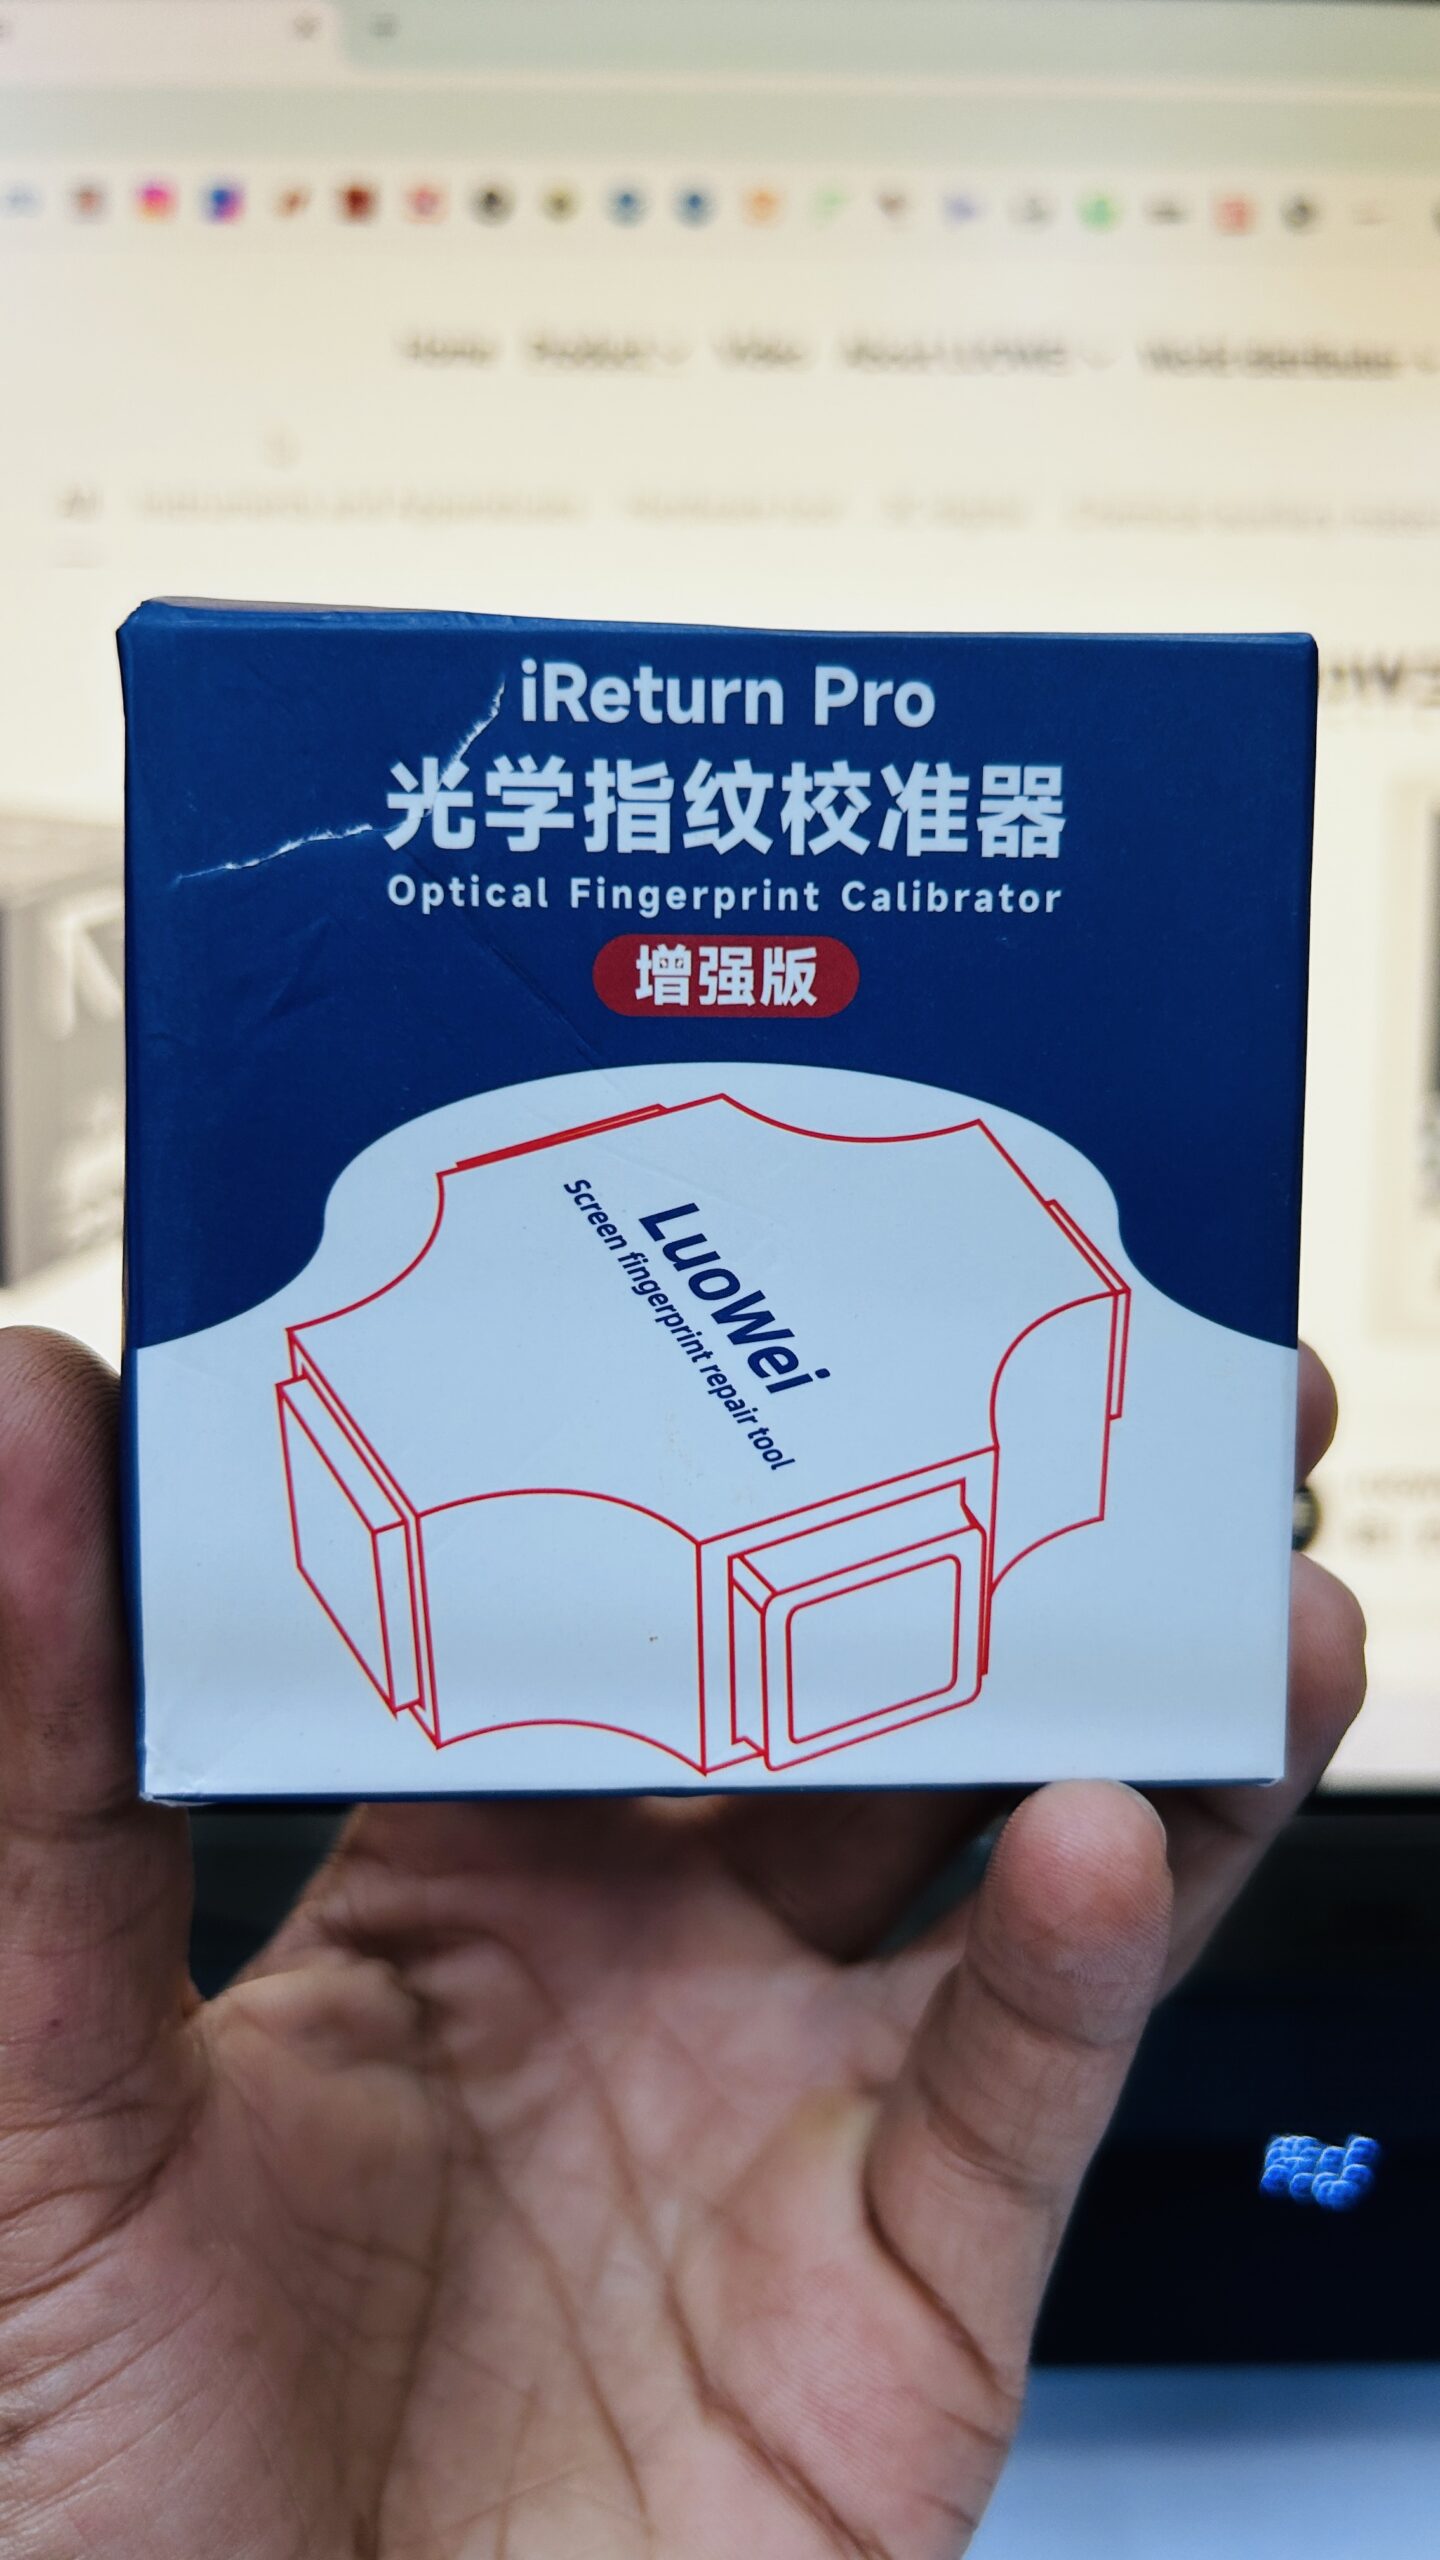 iReturn Pro
光学指纹校准器
Optical Fingerprint Calibrator
增强版
LuoWei
Screen fingerprint repair tool